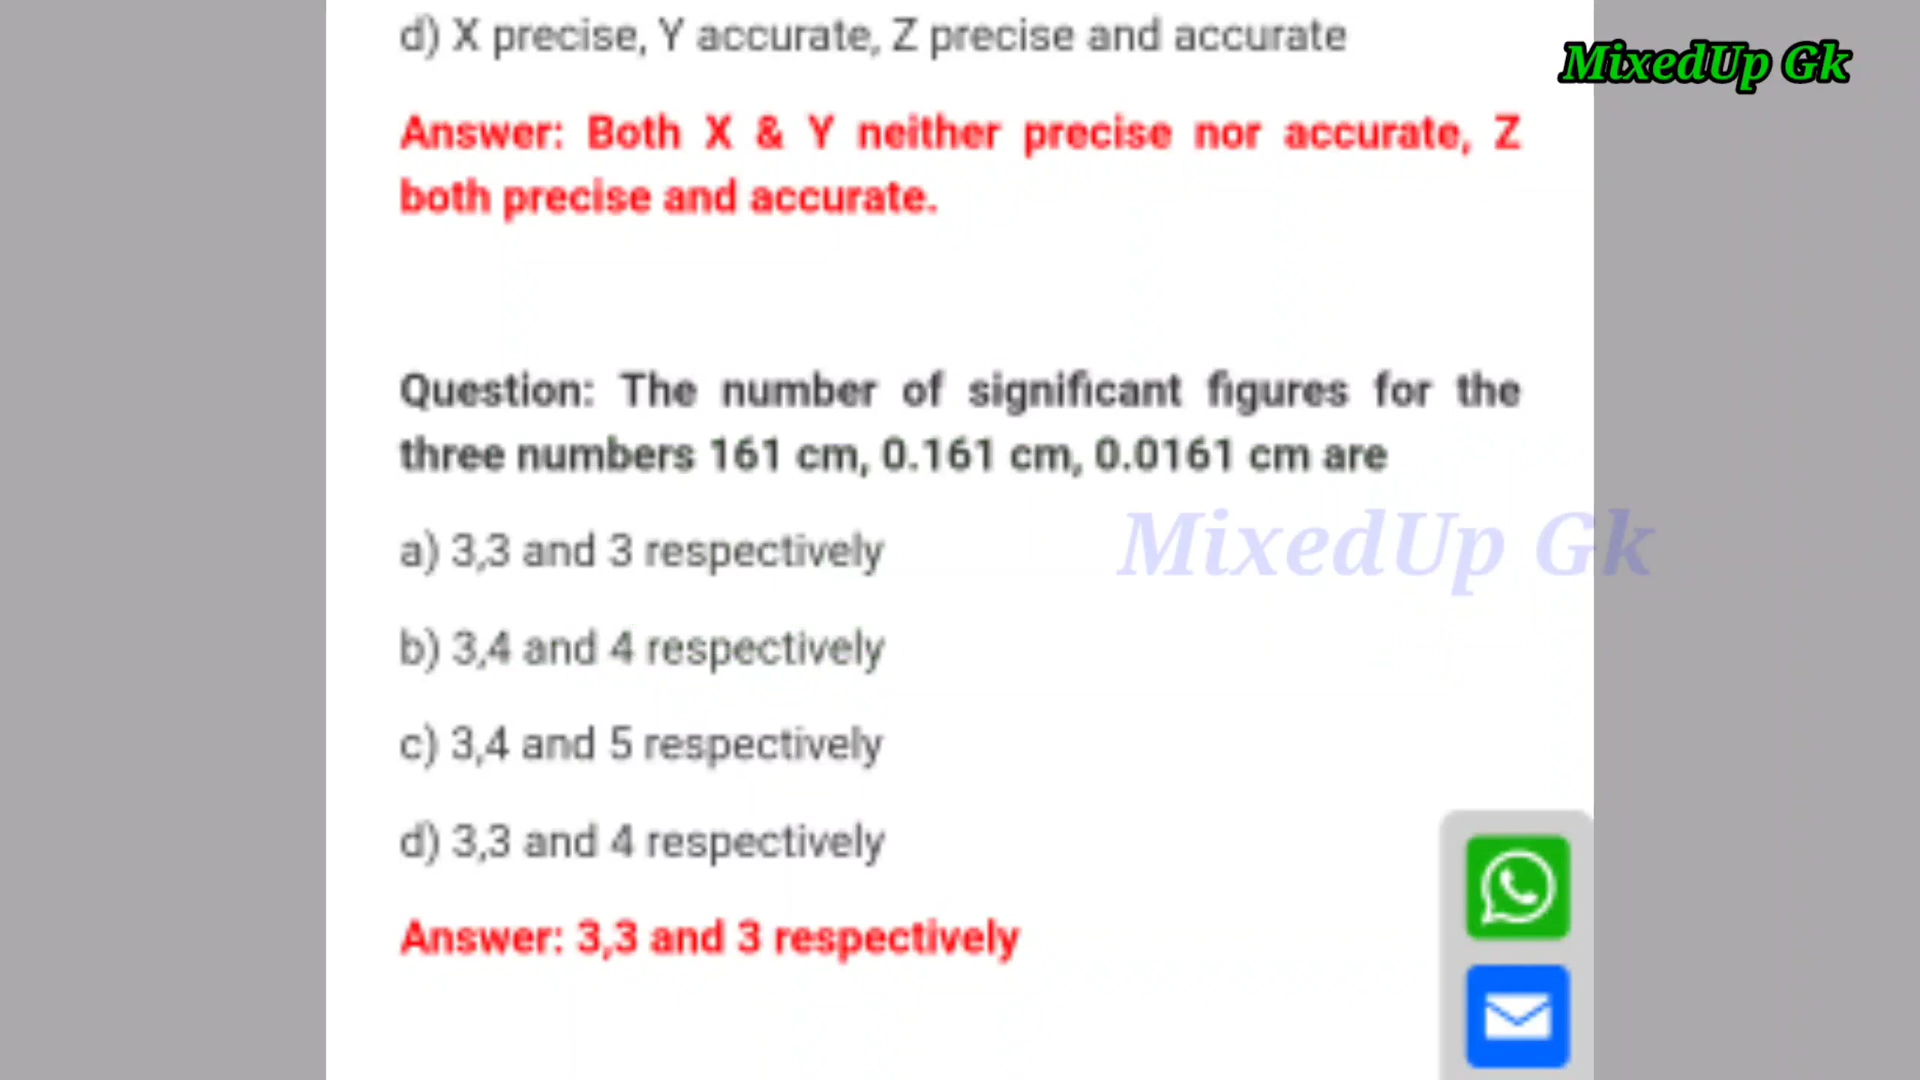 d) X precise, Y accurate, Z precise and accurate
MixedUp Gk
Answer: Both X & Y neither precise nor accurate, Z
both precise and accurate.
Question: The number of significant figures for the
three numbers 161 cm, 0.161 cm, 0.0161 cm are
MixedUp Gk
a) 3,3 and 3 respectively
b) 3,4 and 4 respectively
c) 3,4 and 5 respectively
d) 3,3 and 4 respectively
Answer: 3,3 and 3 respectively